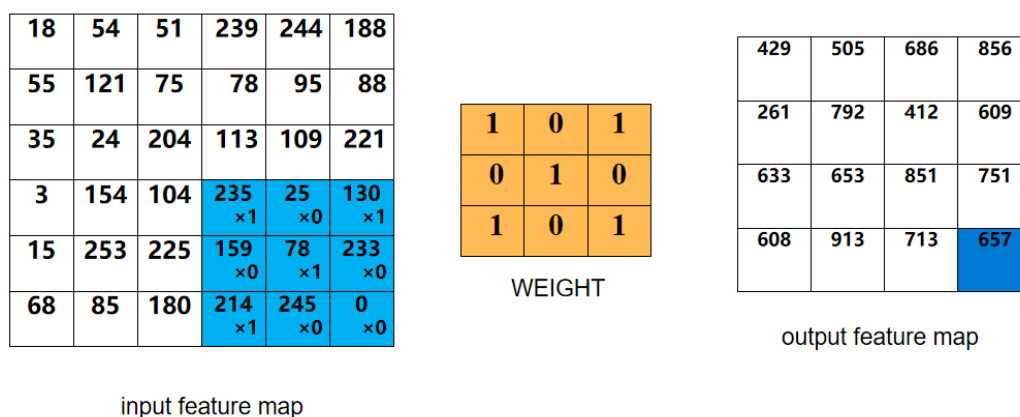 18 54 51 239 244 188
55 121 75 78 95 88
35 24 204 113 109 221
3 154 104 235 25 130
×1 ×0 ×1
15 253 225 159 78 233
×0 ×1 ×0
68 85 180 214 245 0
×1 ×0 ×0
input feature map
1 0 1
0 1 0
1 0 1
WEIGHT
429 505 686 856
261 792 412 609
633 653 851 751
608 913 713 657
output feature map